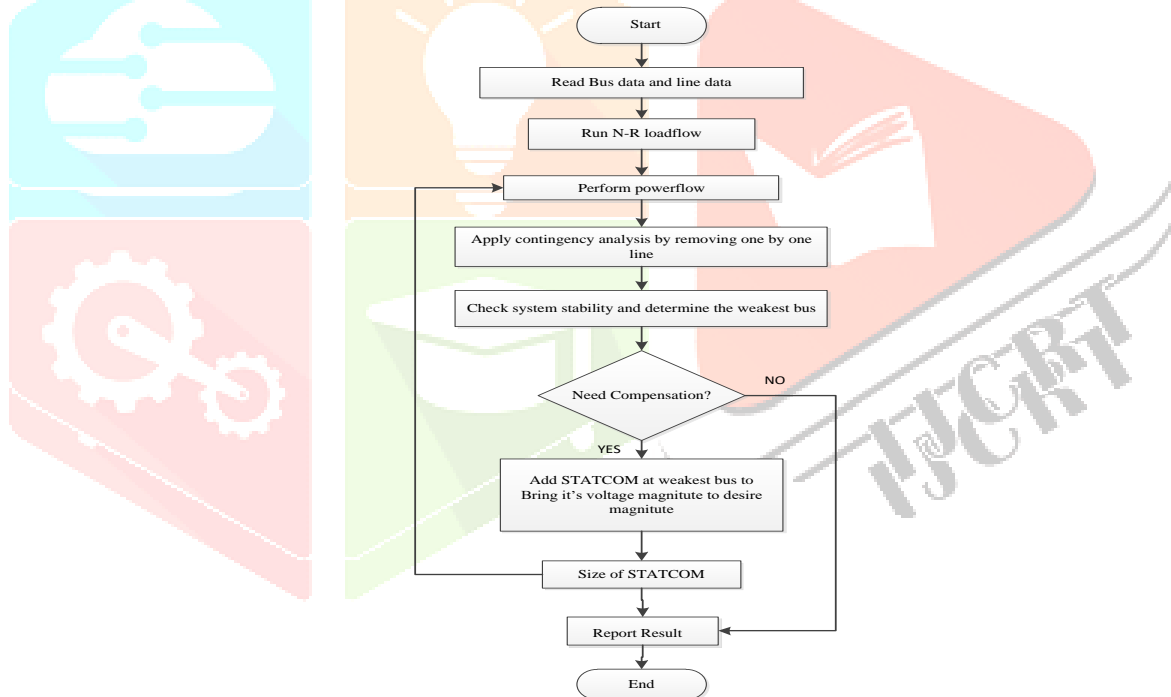 Start
Read Bus data and line data
Run N-R loadflow
Perform powerflow
Apply contingency analysis by removing one by one
line
Check system stability and determine the weakest bus
Need Compensation?
NO
YES
Add STATCOM at weakest bus to
Bring it's voltage magnitute to desire
magnitute
Size of STATCOM
Report Result
End
IJCRT